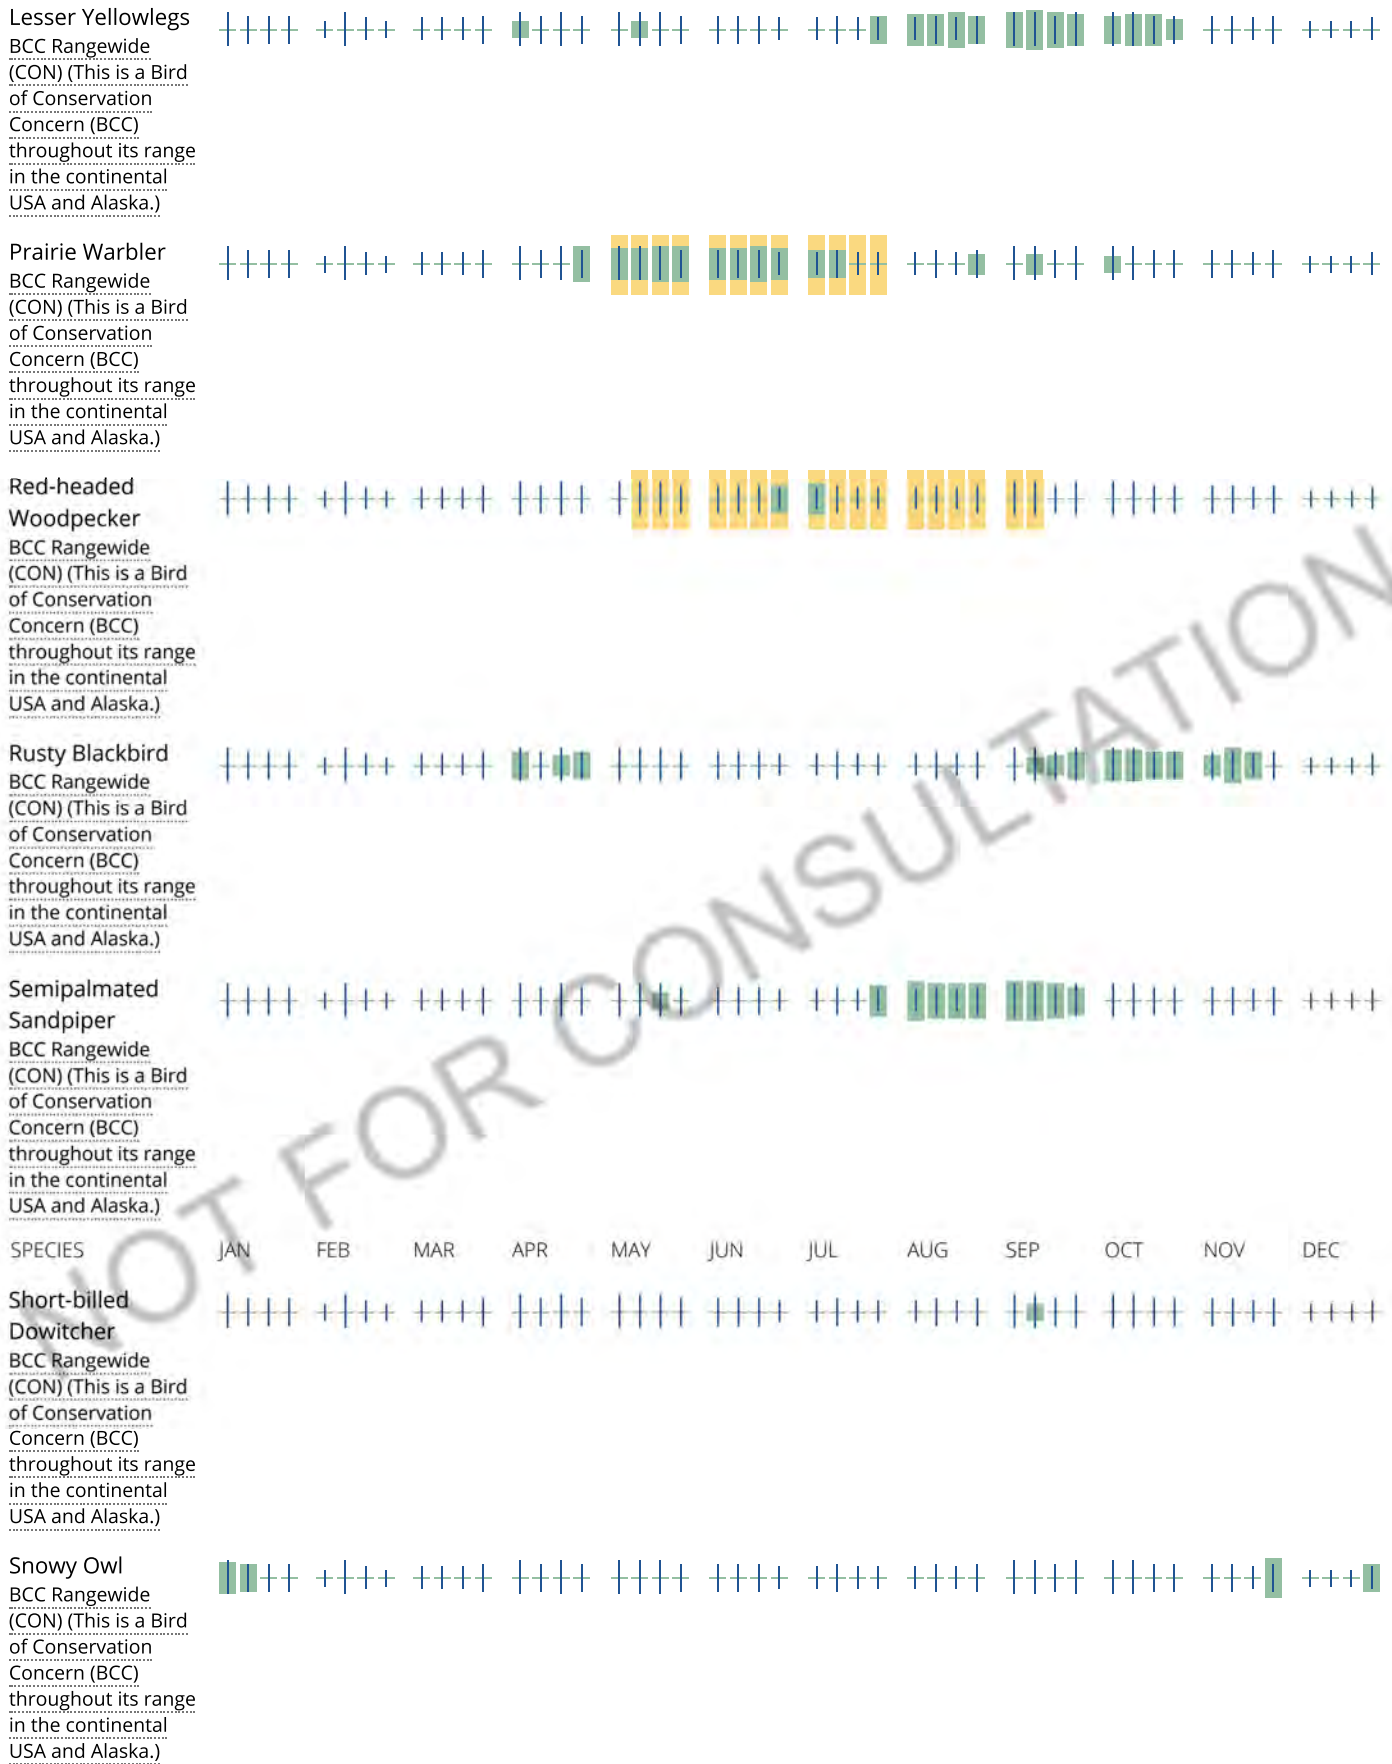 Lesser Yellowlegs
BCC Rangewide
(CON) (This is a Bird
of Conservation
Concern (BCC)
throughout its range
in the continental
USA and Alaska.)
Prairie Warbler
BCC Rangewide
(CON) (This is a Bird
of Conservation
Concern (BCC)
throughout its range
in the continental
USA and Alaska.)
Red-headed
Woodpecker
BCC Rangewide
(CON) (This is a Bird
of Conservation
Concern (BCC)
throughout its range
in the continental
USA and Alaska.)
Rusty Blackbird
BCC Rangewide
(CON) (This is a Bird
of Conservation
Concern (BCC)
throughout its range
in the continental
USA and Alaska.)
Semipalmated
Sandpiper
BCC Rangewide
(CON) (This is a Bird
of Conservation
Concern (BCC)
throughout its range
in the continental
USA and Alaska.)
SPECIES JAN FEB MAR APR MAY JUN JUL AUG SEP OCT NOV DEC
Short-billed
Dowitcher
BCC Rangewide
(CON) (This is a Bird
of Conservation
Concern (BCC)
throughout its range
in the continental
USA and Alaska.)
Snowy Owl
BCC Rangewide
(CON) (This is a Bird
of Conservation
Concern (BCC)
throughout its range
in the continental
USA and Alaska.)
NOT FOR CONSULTATION